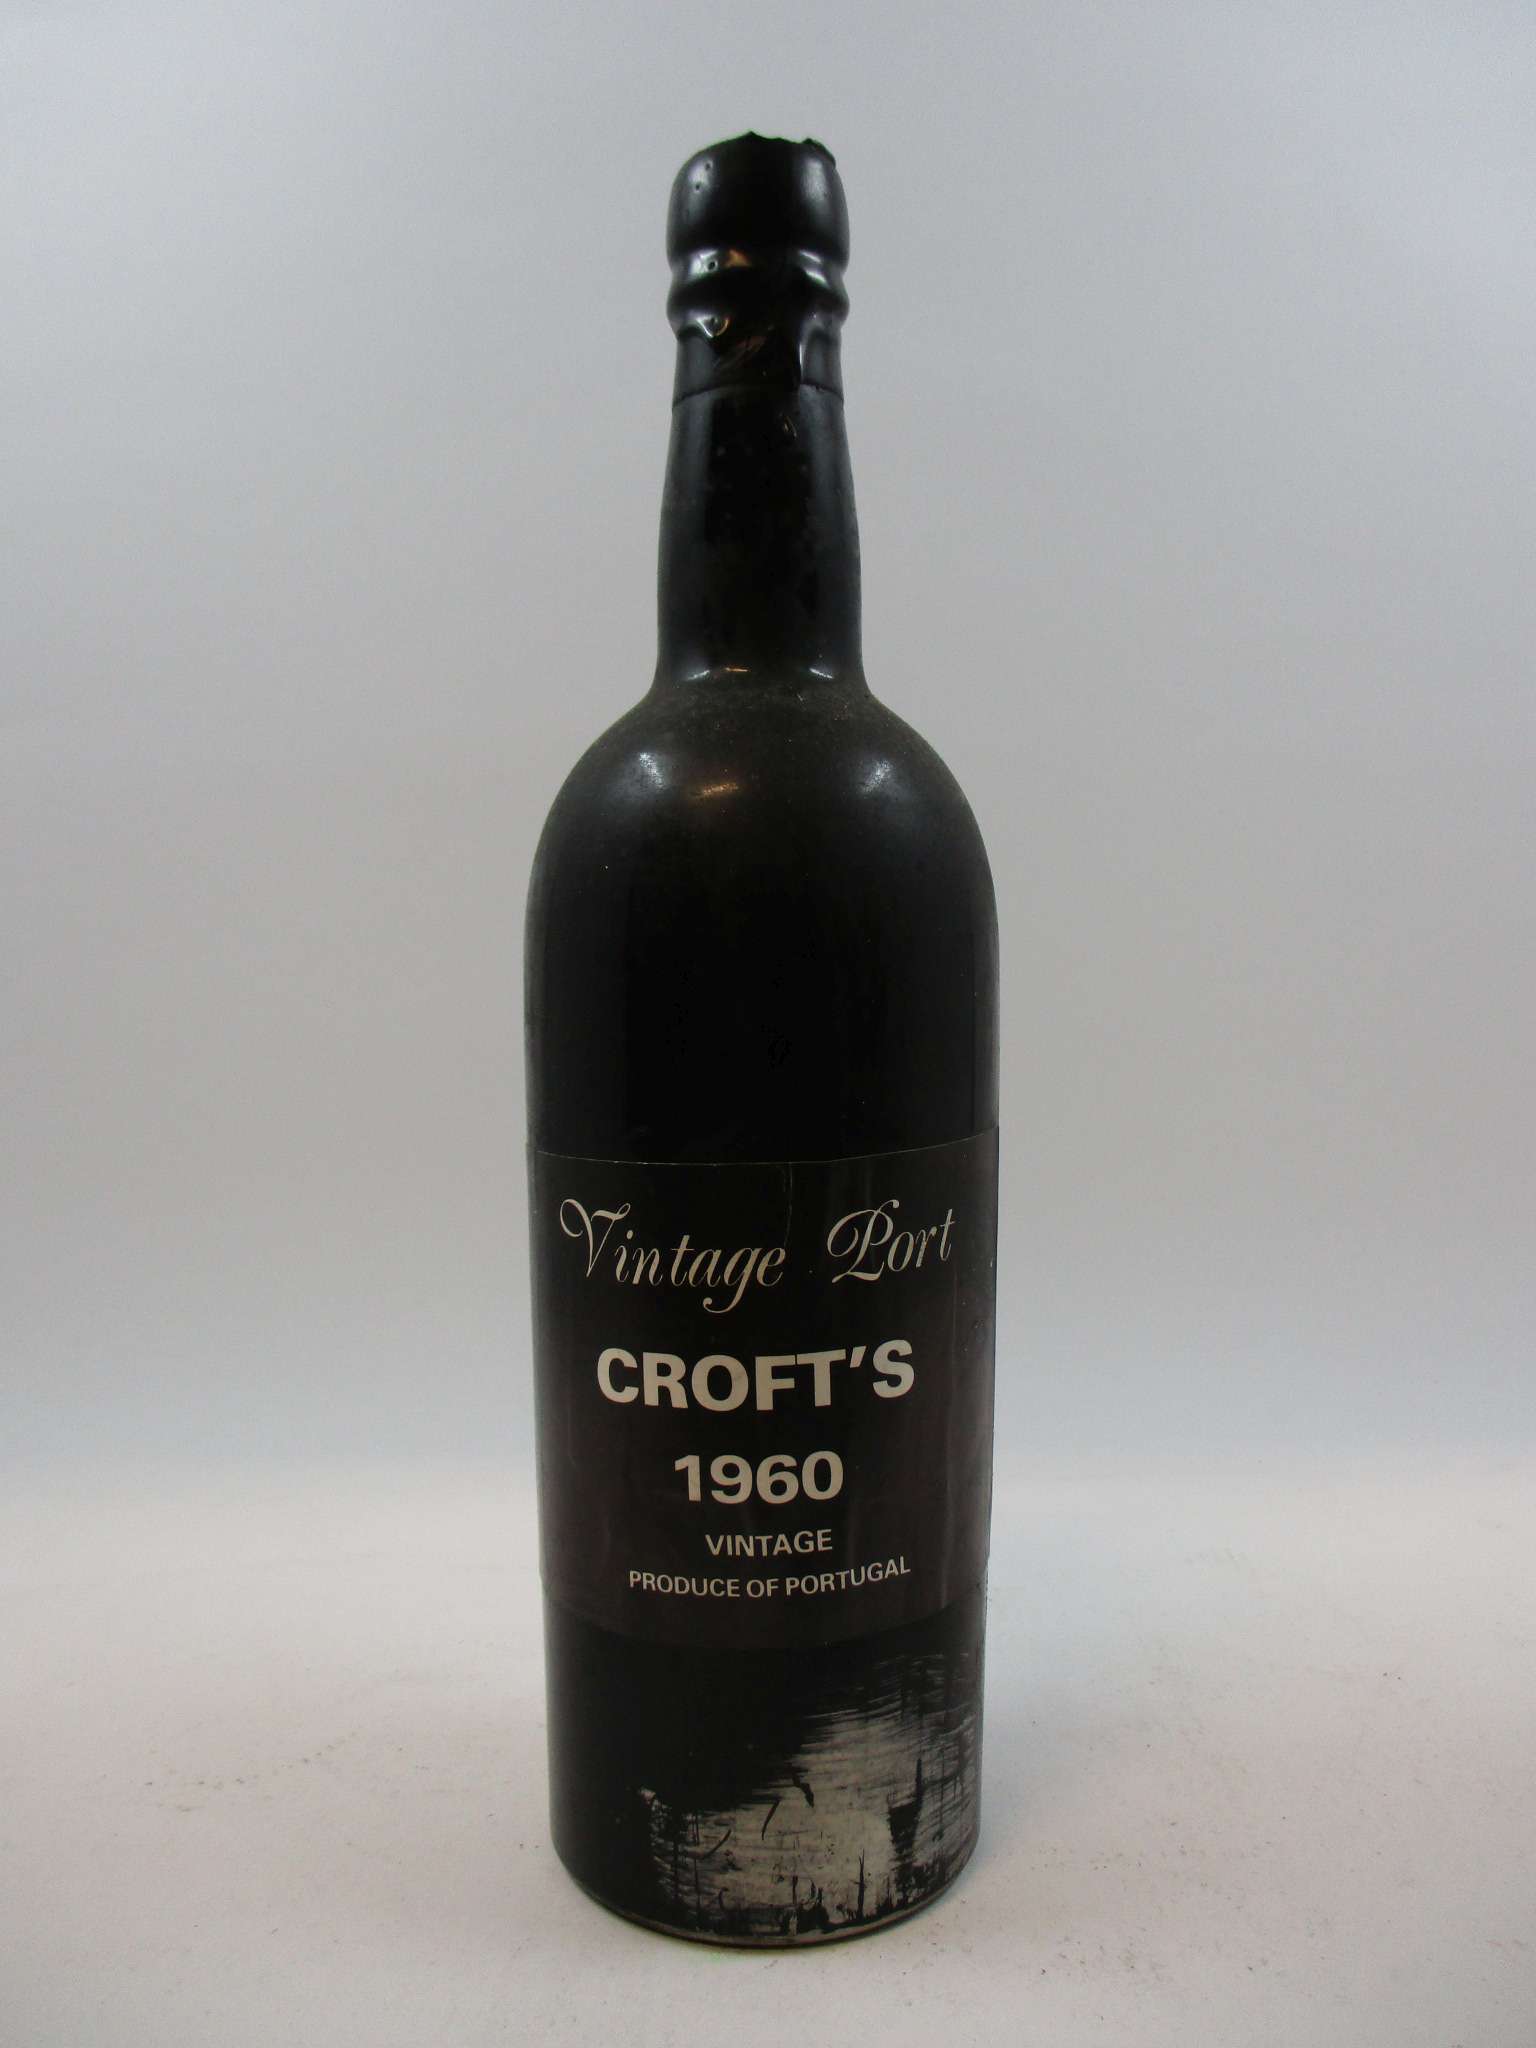 Vintage Port
CROFT'S
1960
VINTAGE
PRODUCE OF PORTUGAL